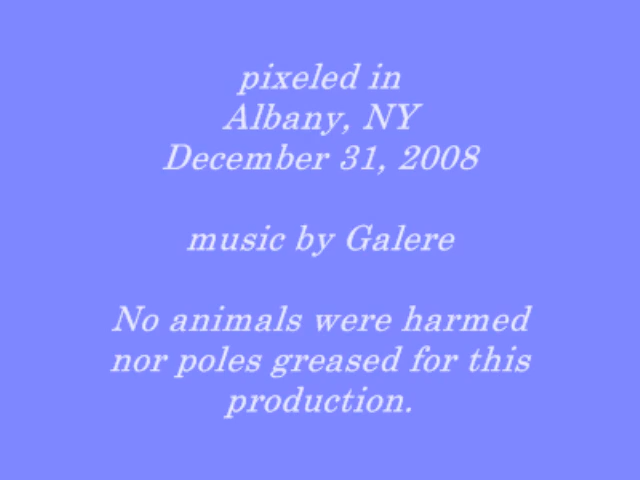 pixeled in
Albany, NY
December 31, 2008
music by Galere
No animals were harmed
nor poles greased for this
production.